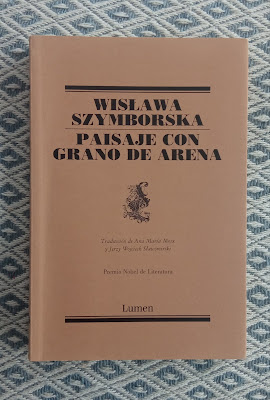 WISŁAWA
SZYMBORSKA
PAISAJE CON
GRANO DE ARENA
Traducción de Ana María Moix
y Jerzy Wojciech Sławomirski
Premio Nobel de Literatura
Lumen